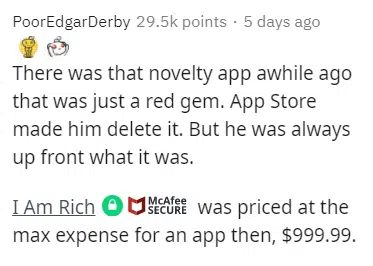 PoorEdgarDerby 29.5k points · 5 days ago
There was that novelty app awhile ago
that was just a red gem. App Store
made him delete it. But he was always
up front what it was.
I Am Rich McAfee SECURE was priced at the
max expense for an app then, $999.99.